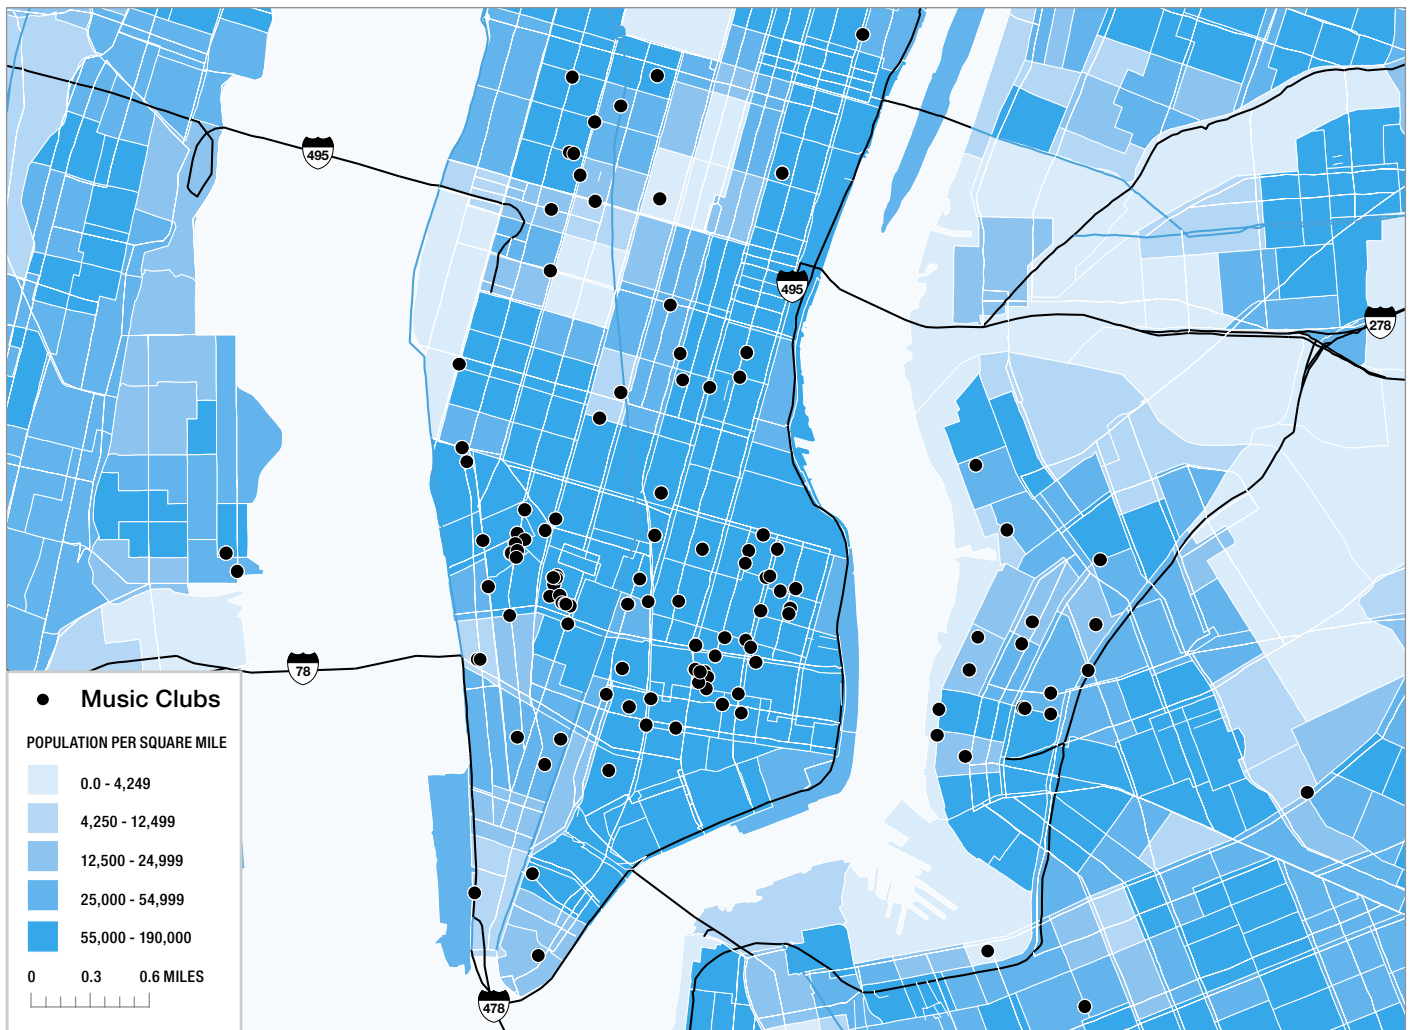 495
495
278
78
Music Clubs
POPULATION PER SQUARE MILE
0.0 - 4,249
4,250 - 12,499
12,500 - 24,999
25,000 - 54,999
55,000 - 190,000
0 0.3 0.6 MILES
478